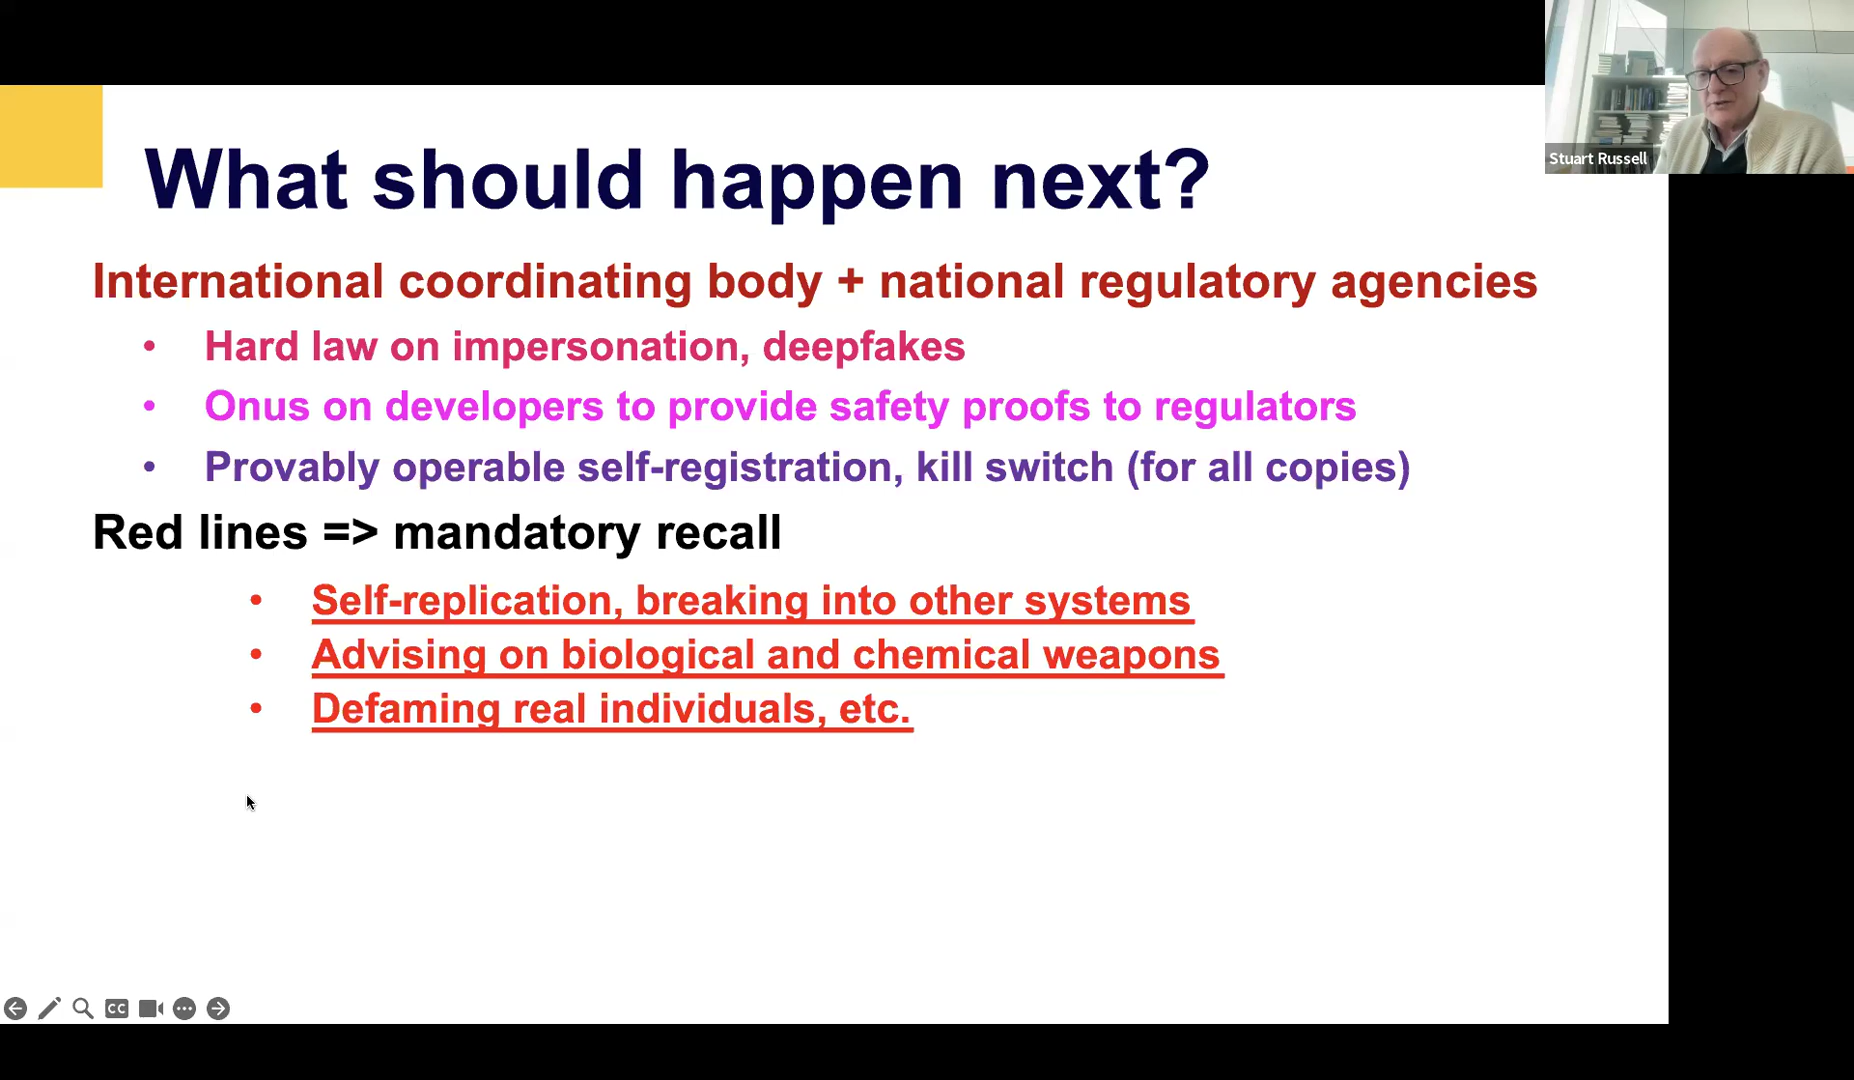 What should happen next?
International coordinating body + national regulatory agencies
• Hard law on impersonation, deepfakes
• Onus on developers to provide safety proofs to regulators
• Provably operable self-registration, kill switch (for all copies)
Red lines => mandatory recall
• Self-replication, breaking into other systems
• Advising on biological and chemical weapons
• Defaming real individuals, etc.
Stuart Russell
CC